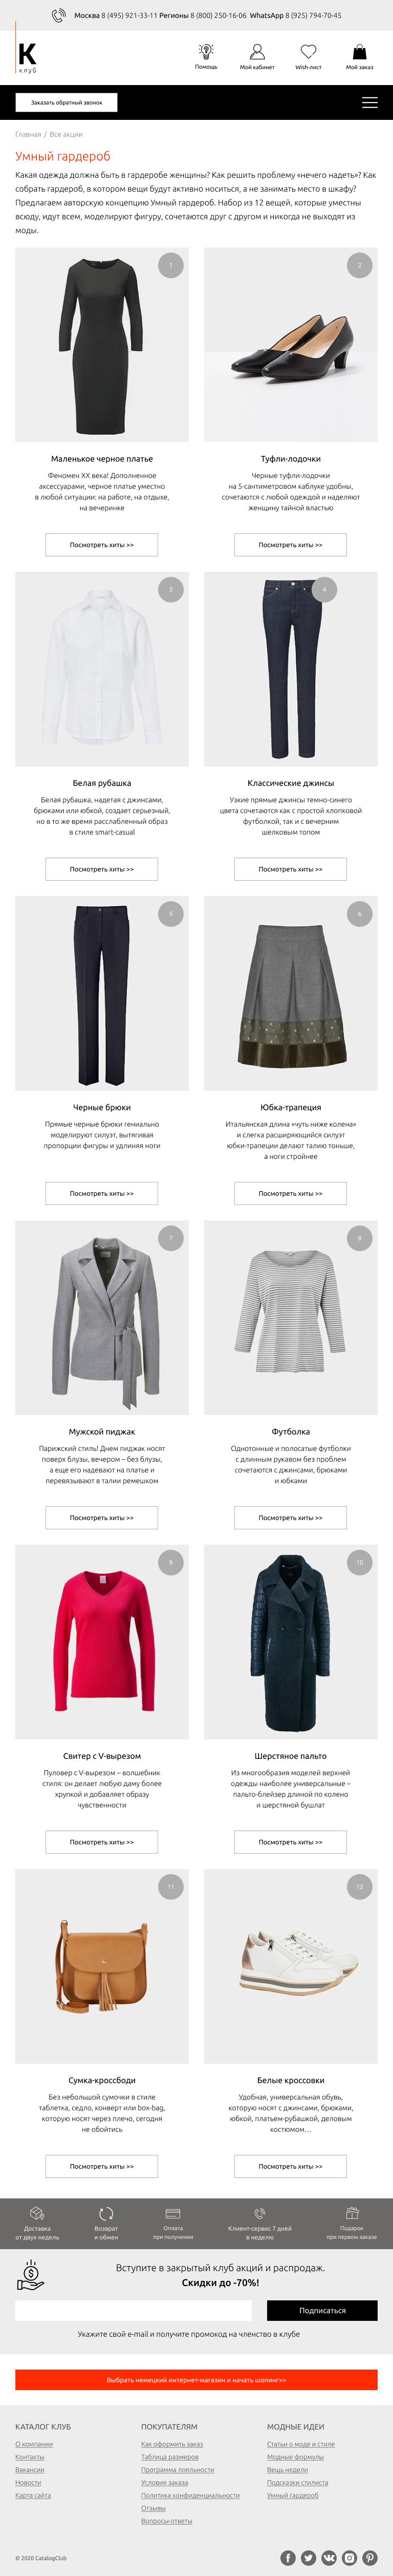 Москва 8 (495) 921-33-11 Регионы 8 (800) 250-16-06 WhatsApp 8 (925) 794-70-45
К
клуб
Помощь
Мой кабинет
Wish-лист
Мой заказ
Заказать обратный звонок
Главная / Все акции
Умный гардероб
Какая одежда должна быть в гардеробе женщины? Как решить проблему «нечего надеть»? Как
собрать гардероб, в котором вещи будут активно носиться, а не занимать место в шкафу?
Предлагаем авторскую концепцию Умный гардероб. Набор из 12 вещей, которые уместны
всюду, идут всем, моделируют фигуру, сочетаются друг с другом и никогда не выходят из
моды.
1
Маленькое черное платье
Феномен XX века! Дополненное
аксессуарами, черное платье уместно
в любой ситуации: на работе, на отдыхе,
на вечеринке
Посмотреть хиты >>
2
Туфли-лодочки
Черные туфли-лодочки
на 5-сантиметровом каблуке удобны,
сочетаются с любой одеждой и наделяют
женщину тайной властью
Посмотреть хиты >>
3
Белая рубашка
Белая рубашка, надетая с джинсами,
брюками или юбкой, создает серьезный,
но в то же время расслабленный образ
в стиле smart-casual
Посмотреть хиты >>
4
Классические джинсы
Узкие прямые джинсы темно-синего
цвета сочетаются как с простой хлопковой
футболкой, так и с вечерним
шелковым топом
Посмотреть хиты >>
5
Черные брюки
Прямые черные брюки гениально
моделируют силуэт, вытягивая
пропорции фигуры и удлиняя ноги
Посмотреть хиты >>
6
Юбка-трапеция
Итальянская длина «чуть ниже колена»
и слегка расширяющийся силуэт
юбки-трапеции делают талию тоньше,
а ноги стройнее
Посмотреть хиты >>
7
Мужской пиджак
Парижский стиль! Днем пиджак носят
поверх блузы, вечером – без блузы,
а еще его надевают на платье и
перевязывают в талии ремешком
Посмотреть хиты >>
8
Футболка
Однотонные и полосатые футболки
с длинным рукавом без проблем
сочетаются с джинсами, брюками
и юбками
Посмотреть хиты >>
9
Свитер с V-вырезом
Пуловер с V-вырезом – волшебник
стиля: он делает любую даму более
хрупкой и добавляет образу
чувственности
Посмотреть хиты >>
10
Шерстяное пальто
Из многообразия моделей верхней
одежды наиболее универсальные –
пальто-блейзер длиной по колено
и шерстяной бушлат
Посмотреть хиты >>
11
Сумка-кроссбоди
Без небольшой сумочки в стиле
таблетка, седло, конверт или box-bag,
которую носят через плечо, сегодня
не обойтись
Посмотреть хиты >>
12
Белые кроссовки
Удобная, универсальная обувь,
которую носят с джинсами, брюками,
юбкой, платьем-рубашкой, деловым
костюмом…
Посмотреть хиты >>
Доставка
от двух недель
Возврат
и обмен
Оплата
при получении
Клиент-сервис 7 дней
в неделю
Подарок
при первом заказе
Вступите в закрытый клуб акций и распродаж.
Скидки до -70%!
Подписаться
Укажите свой e-mail и получите промокод на членство в клубе
Выбрать немецкий интернет-магазин и начать шопинг>>
КАТАЛОГ КЛУБ
О компании
Контакты
Вакансии
Новости
Карта сайта
ПОКУПАТЕЛЯМ
Как оформить заказ
Таблица размеров
Программа лояльности
Условия заказа
Политика конфиденциальности
Отзывы
Вопросы-ответы
МОДНЫЕ ИДЕИ
Статьи о моде и стиле
Модные формулы
Вещь недели
Подсказки стилиста
Умный гардероб
© 2020 CatalogClub